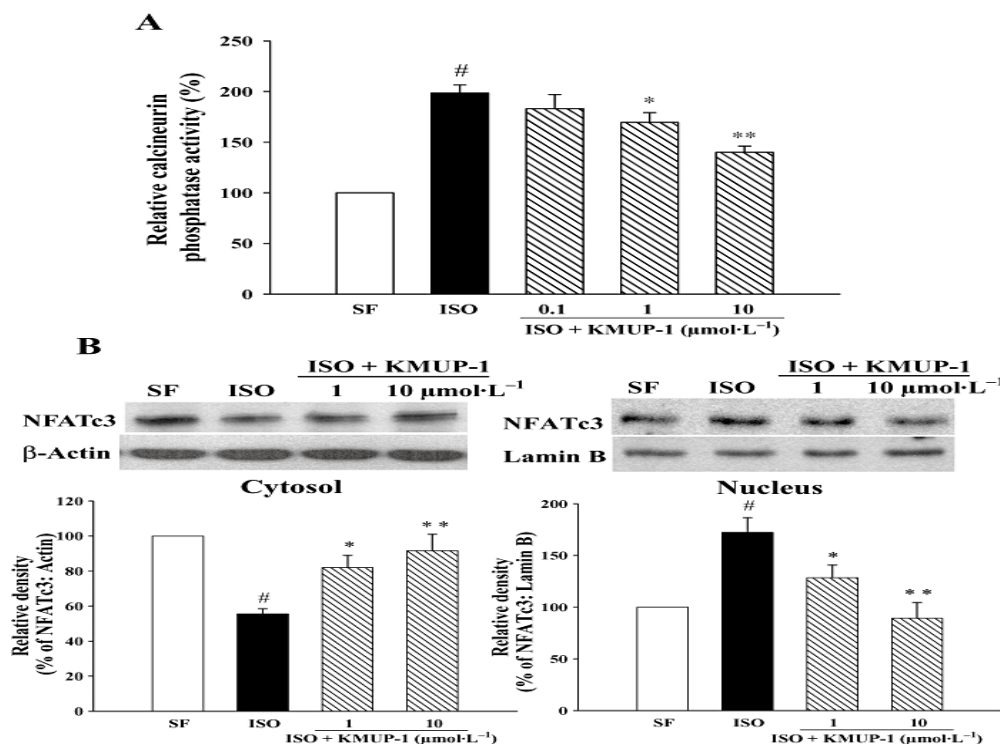 A
Relative calcineurin
phosphatase activity (%)
250
200
150
100
50
0
#
*
**
SF ISO 0.1 1 10
ISO + KMUP-1 (µmol·L⁻¹)
B
ISO + KMUP-1
SF ISO 1 10 µmol·L⁻¹
NFATc3
β-Actin
Cytosol
Relative density
(% of NFATc3: Actin)
120
100
80
60
40
20
0
#
*
**
SF ISO 1 10
ISO + KMUP-1 (µmol·L⁻¹)
ISO + KMUP-1
SF ISO 1 10 µmol·L⁻¹
NFATc3
Lamin B
Nucleus
Relative density
(% of NFATc3: Lamin B)
200
150
100
50
0
#
*
**
SF ISO 1 10
ISO + KMUP-1 (µmol·L⁻¹)